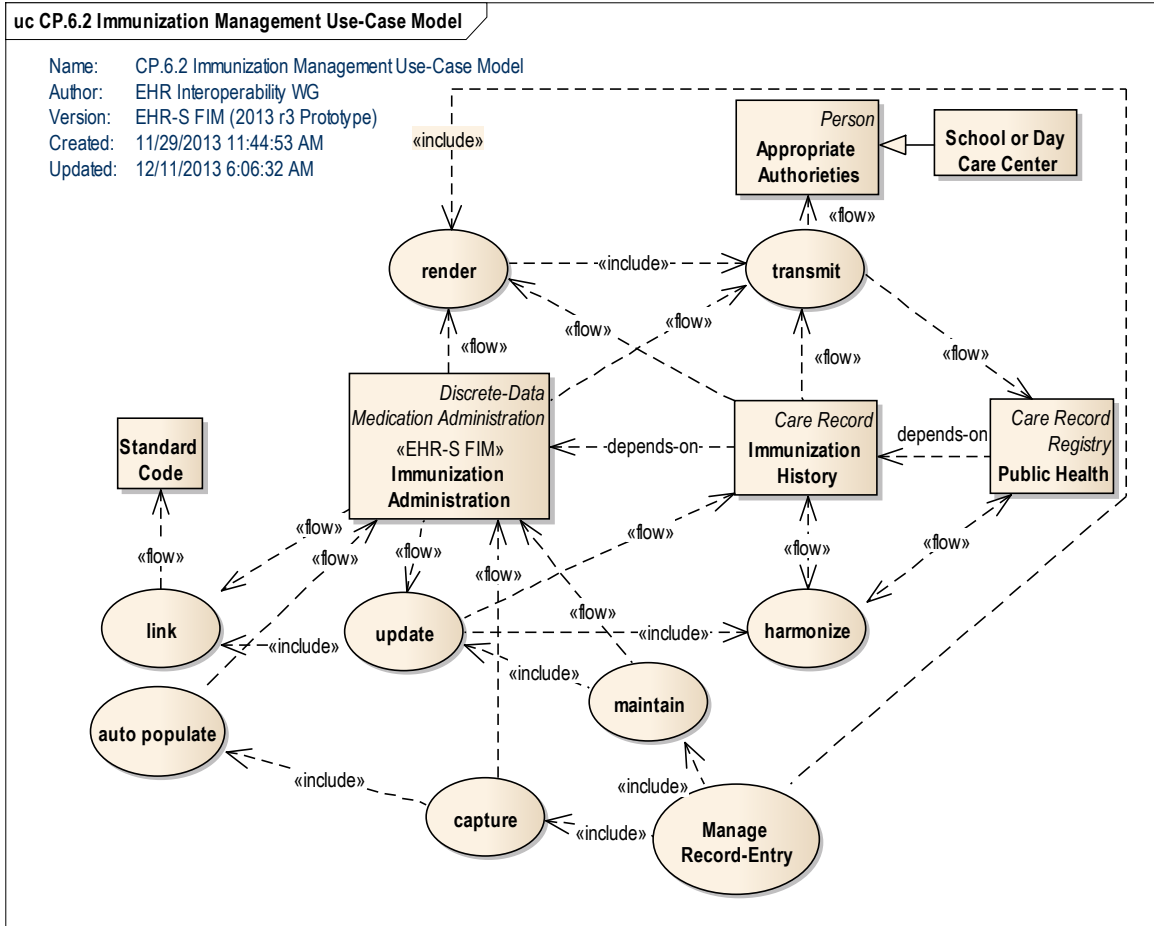 uc CP.6.2 Immunization Management Use-Case Model
Name: CP.6.2 Immunization Management Use-Case Model
Author: EHR Interoperability WG
Version: EHR-S FIM (2013 r3 Prototype)
Created: 11/29/2013 11:44:53 AM
Updated: 12/11/2013 6:06:32 AM
«include»
Person
Appropriate
Authorieties
School or Day
Care Center
«flow»
render
«include»
transmit
«flow»
«flow»
«flow»
«flow»
«flow»
Discrete-Data
Medication Administration
«EHR-S FIM»
Immunization
Administration
depends-on
Care Record
Immunization
History
depends-on
Care Record
Registry
Public Health
Standard
Code
«flow»
«flow»
«flow»
«flow»
«flow»
«flow»
«flow»
«flow»
«flow»
link
«include»
update
«include»
harmonize
«include»
maintain
auto populate
«include»
capture
«include»
«include»
Manage
Record-Entry